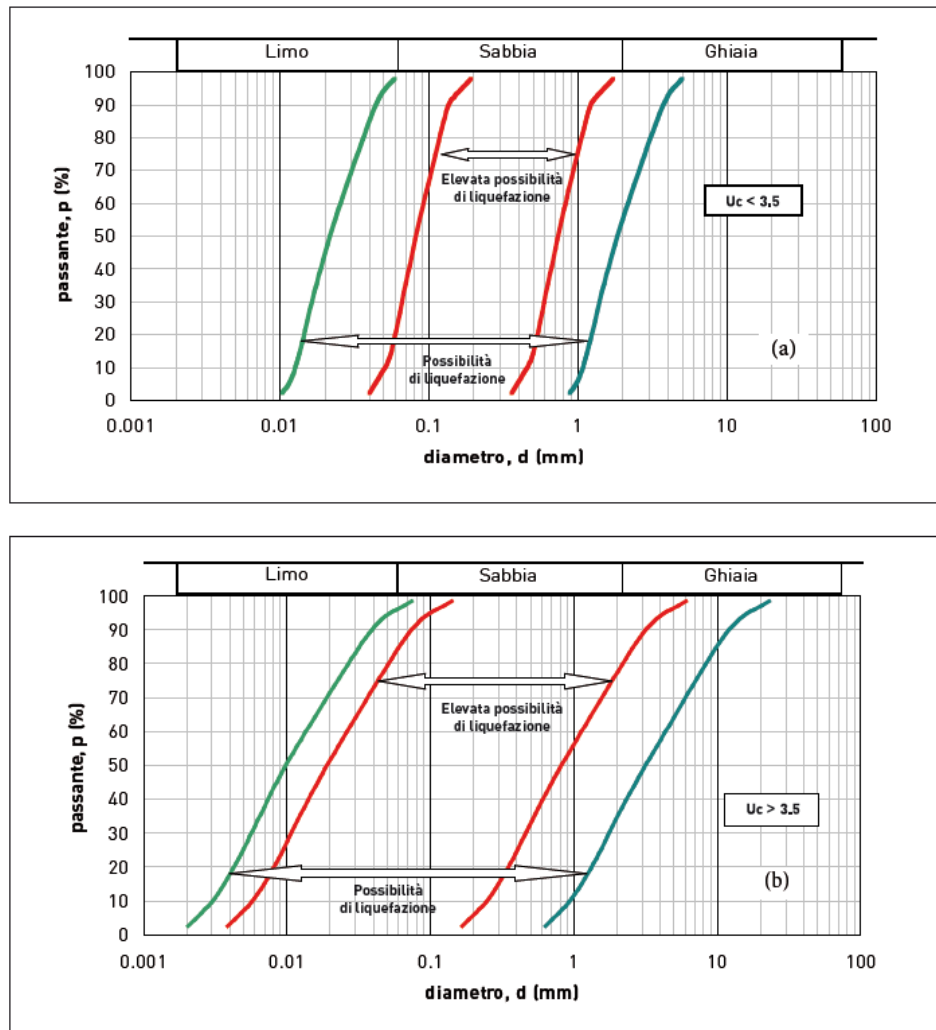 Limo Sabbia Ghiaia
100
90
80
70
60
50
40
30
20
10
0
passante, p (%)
Elevata possibilità
di liquefazione
Uc < 3.5
Possibilità
di liquefazione
(a)
0.001 0.01 0.1 1 10 100
diametro, d (mm)
Limo Sabbia Ghiaia
100
90
80
70
60
50
40
30
20
10
0
passante, p (%)
Elevata possibilità
di liquefazione
Uc > 3.5
Possibilità
di liquefazione
(b)
0.001 0.01 0.1 1 10 100
diametro, d (mm)